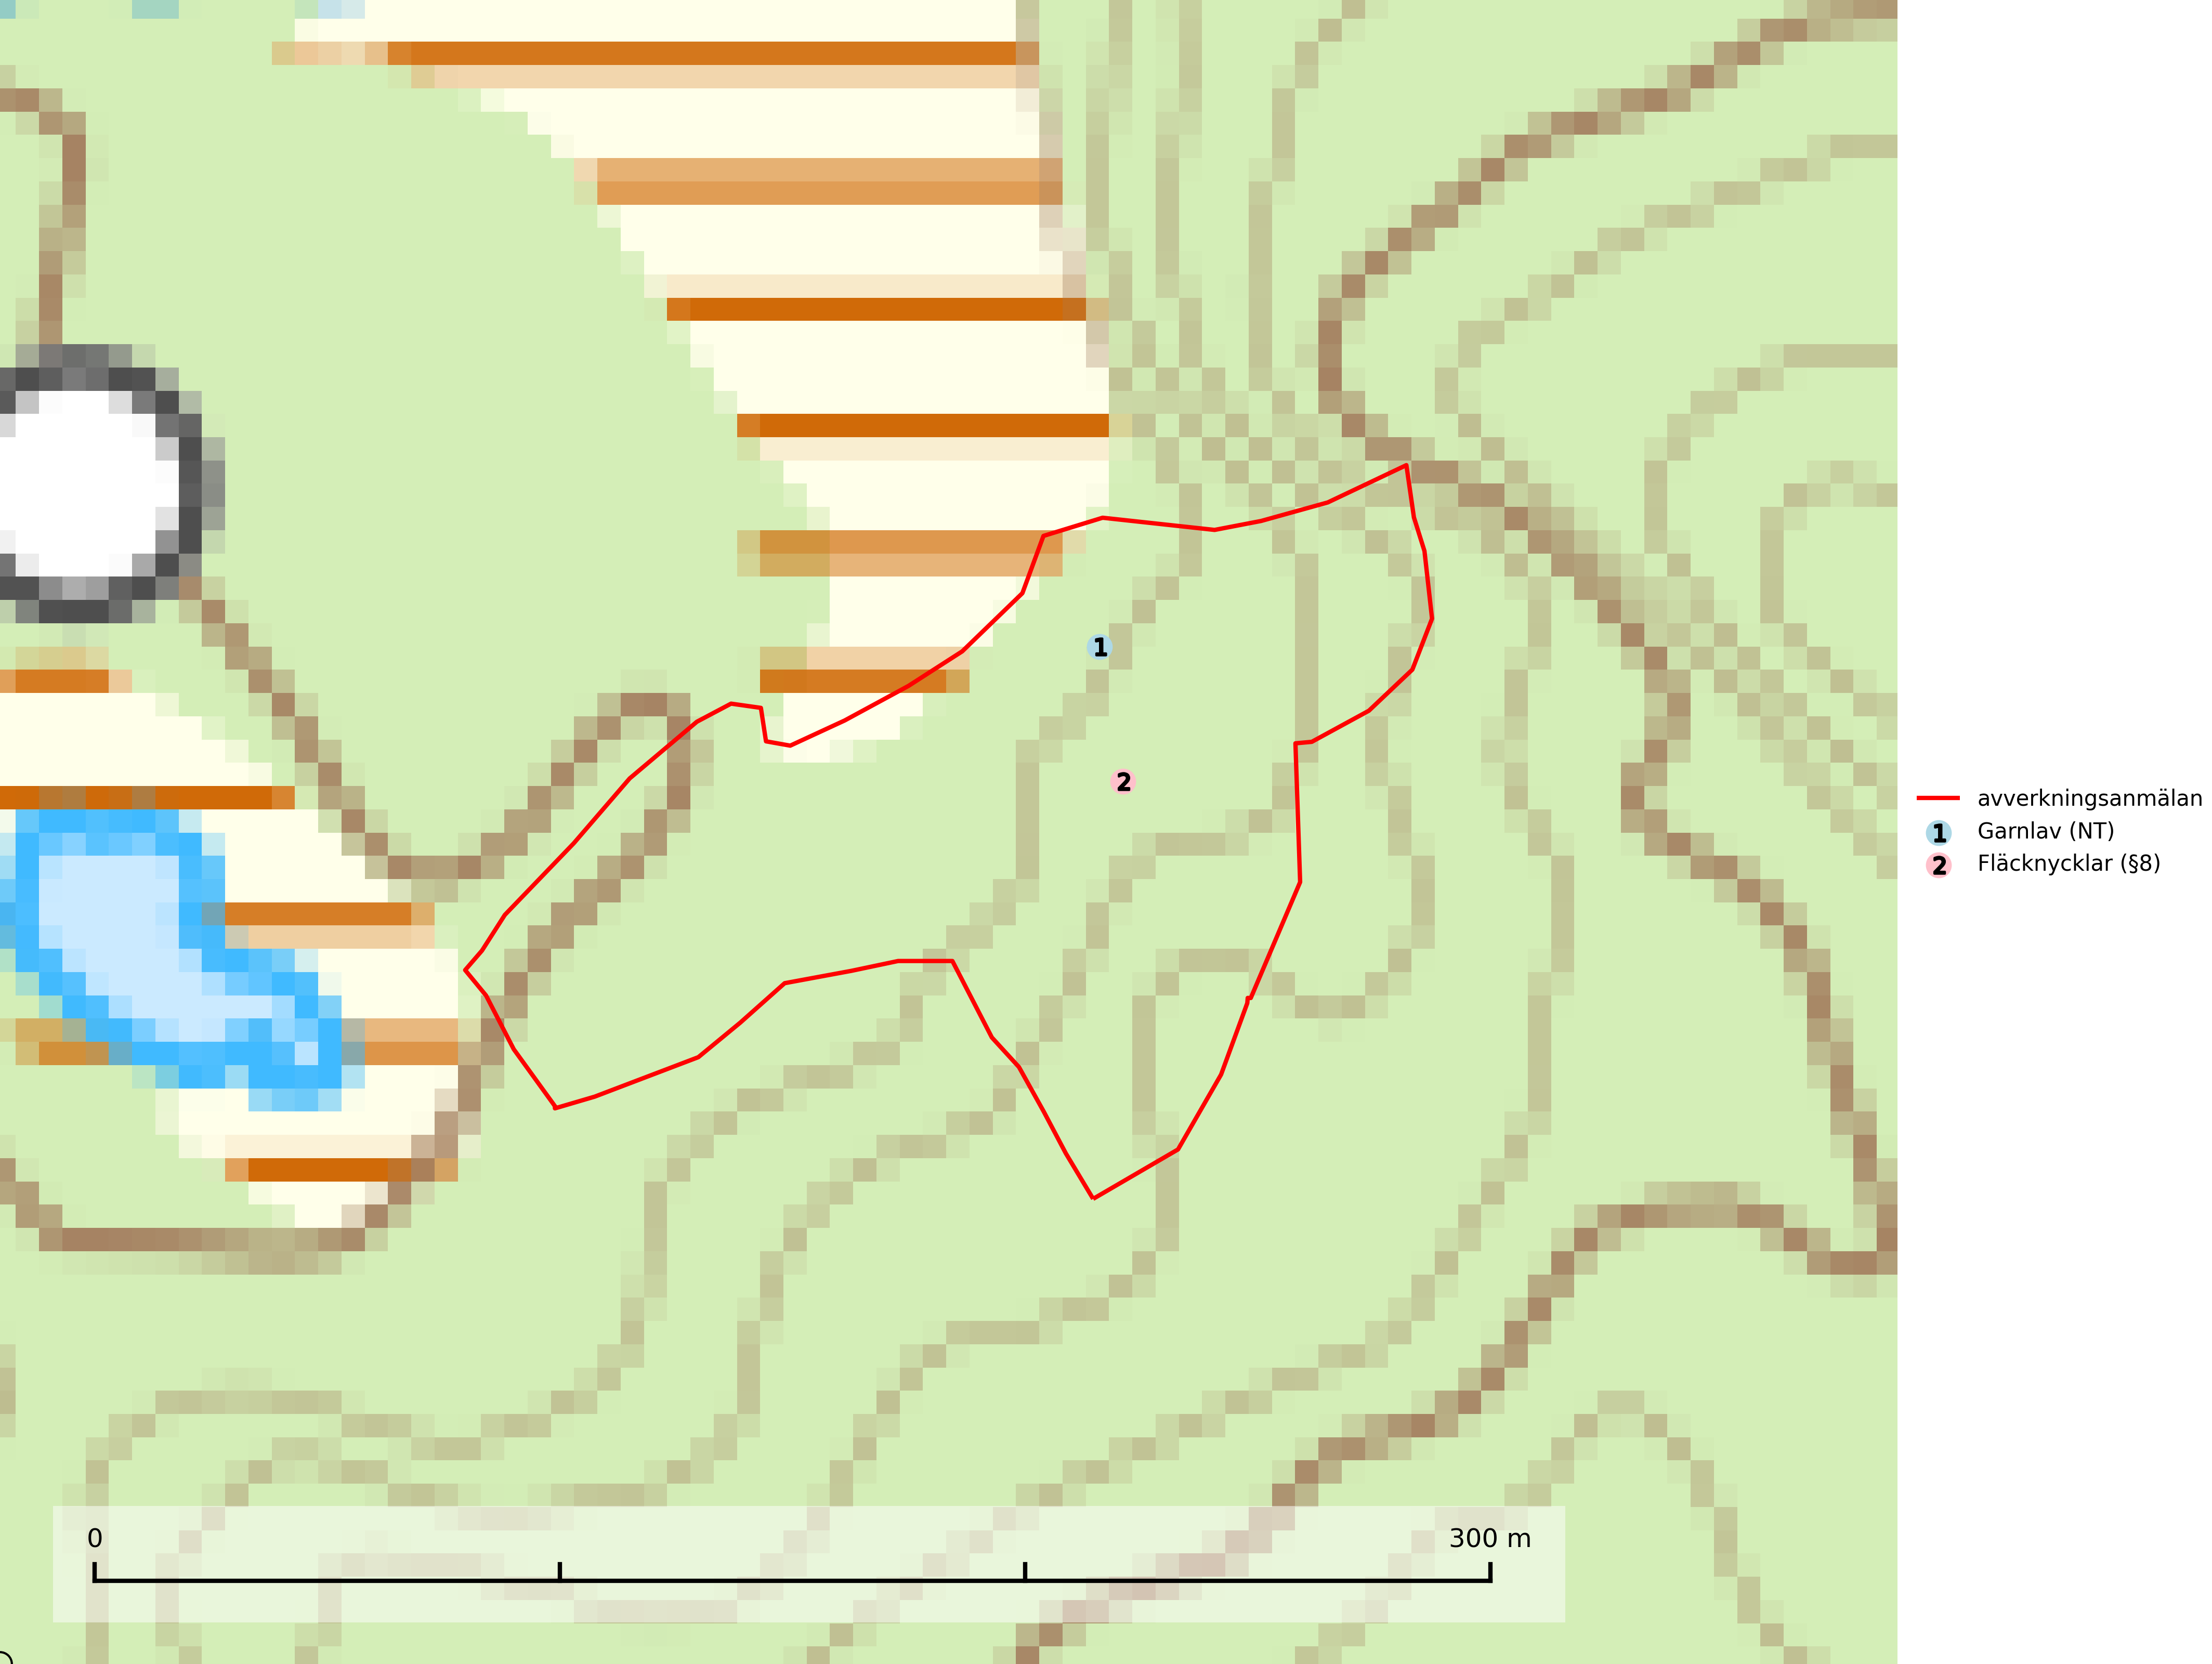 1
2
avverkningsanmälan
1 Garnlav (NT)
2 Fläcknycklar (§8)
0 300 m